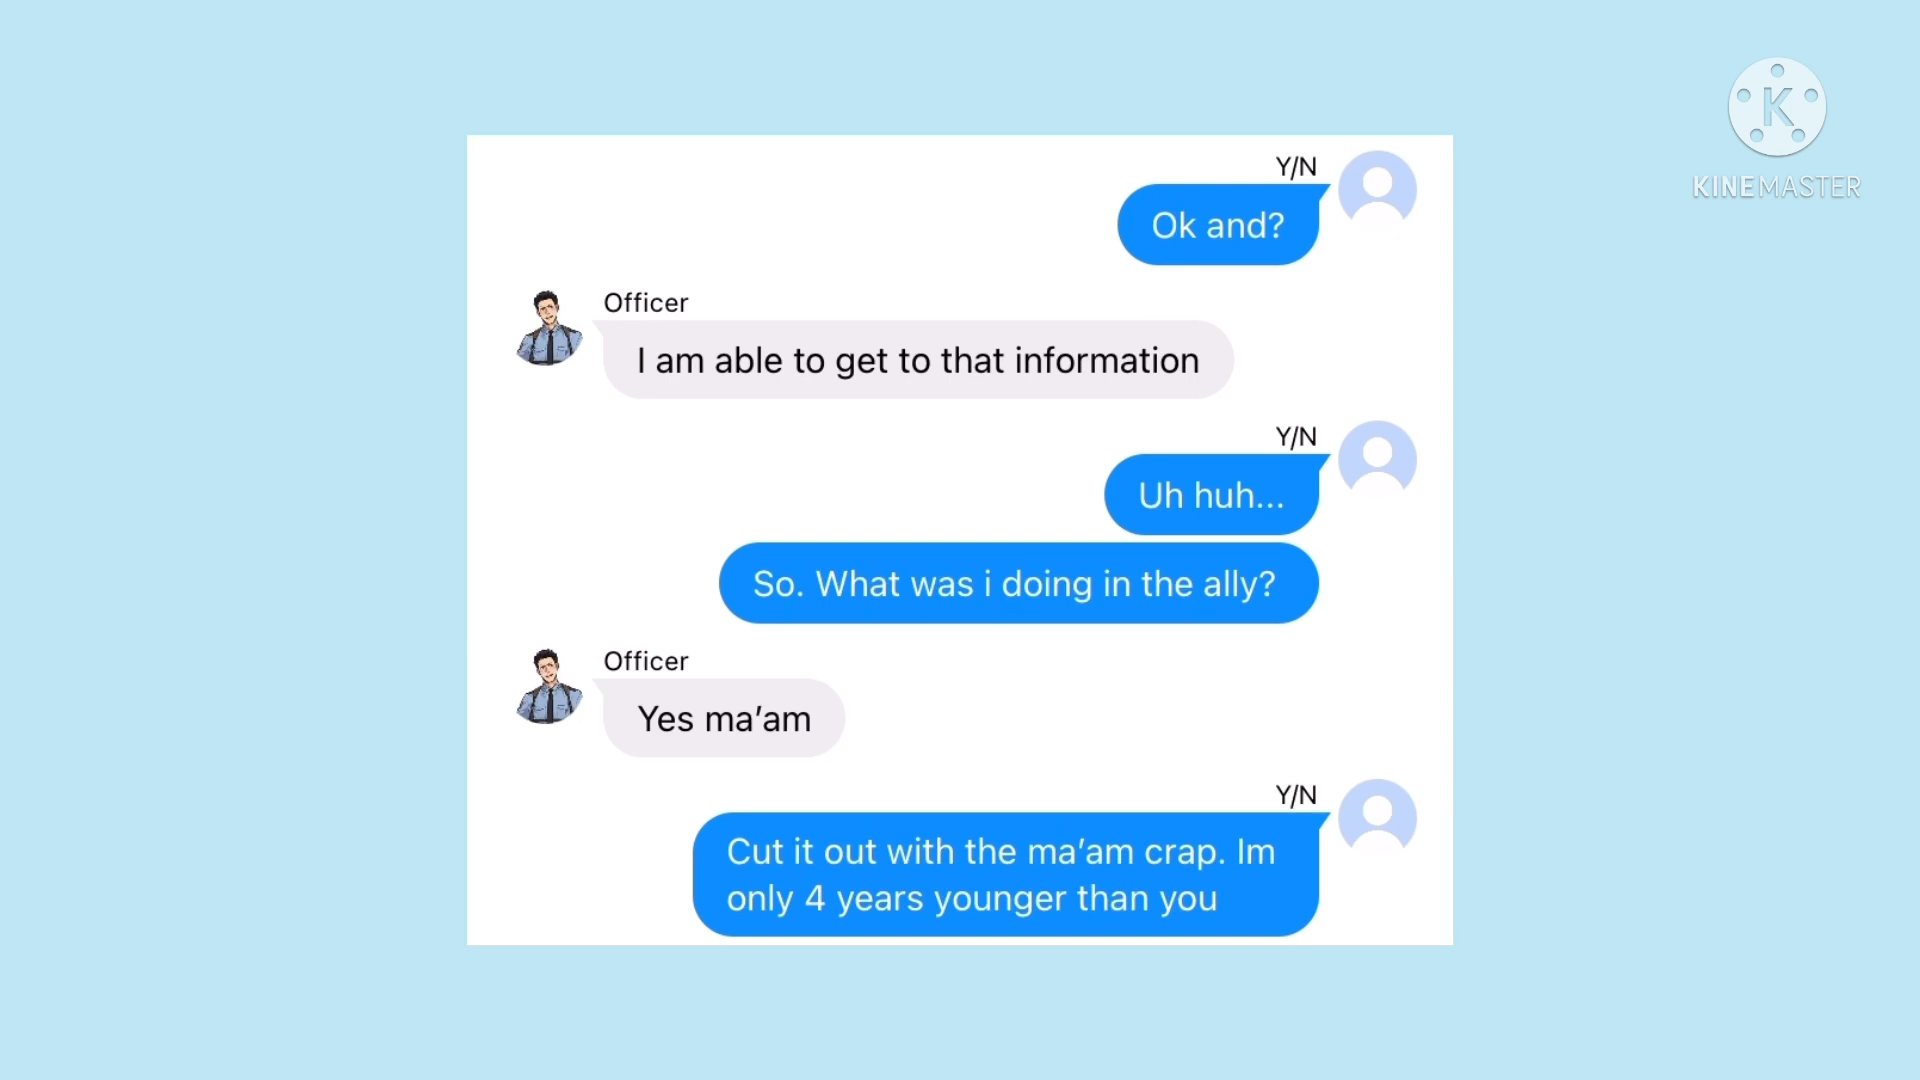 K
KINEMASTER
Y/N
Ok and?
Officer
I am able to get to that information
Y/N
Uh huh...
So. What was i doing in the ally?
Officer
Yes ma’am
Y/N
Cut it out with the ma’am crap. Im
only 4 years younger than you